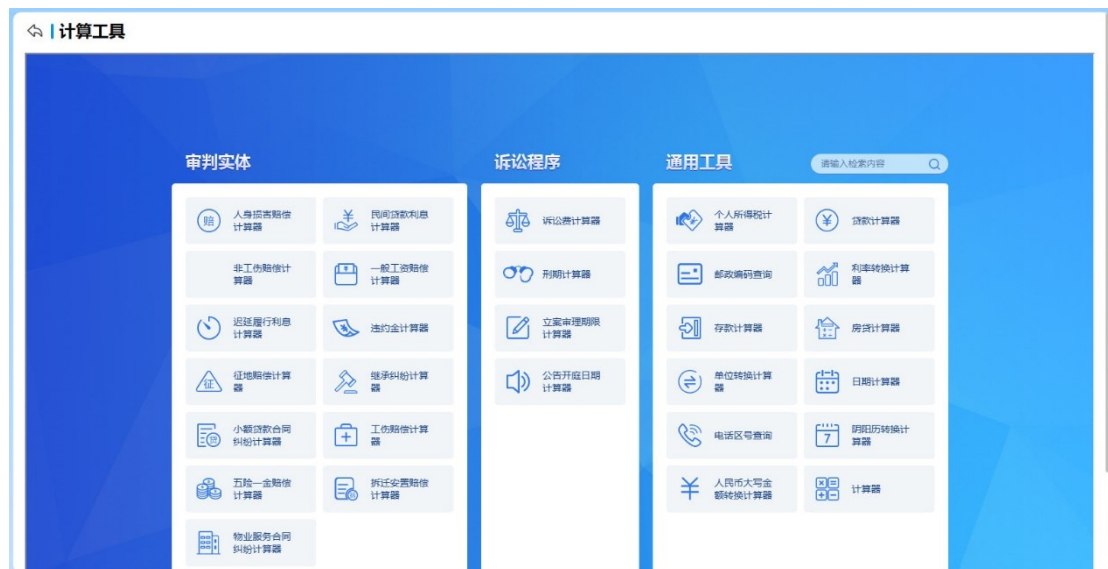 计算工具
审判实体
诉讼程序
通用工具
请输入检索内容
赔
人身损害赔偿
计算器
民间贷款利息
计算器
非工伤赔偿计
算器
一般工资赔偿
计算器
迟延履行利息
计算器
违约金计算器
征
征地赔偿计算
器
继承纠纷计算
器
小额贷款合同
纠纷计算器
工伤赔偿计算
器
五险一金赔偿
计算器
拆迁安置赔偿
计算器
物业服务合同
纠纷计算器
诉讼费计算器
刑期计算器
立案审理期限
计算器
公告开庭日期
计算器
个人所得税计
算器
贷款计算器
邮政编码查询
利率转换计算
器
存款计算器
房贷计算器
单位转换计算
器
日期计算器
电话区号查询
7
阴阳历转换计
算器
人民币大写金
额转换计算器
计算器